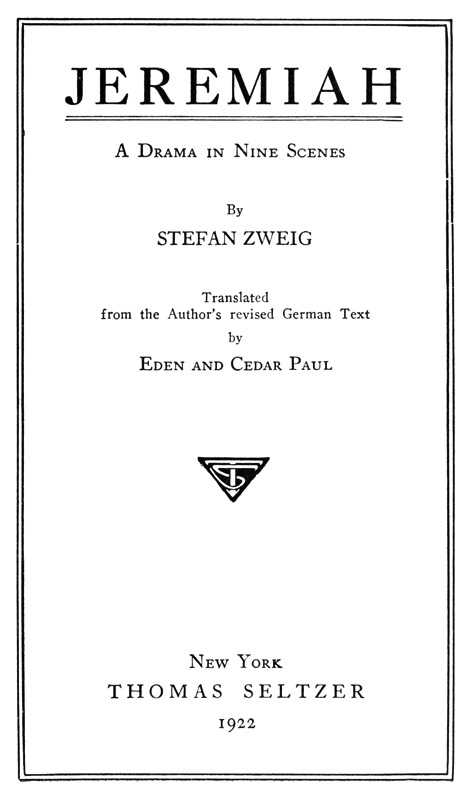 JEREMIAH
A Drama in Nine Scenes
By
STEFAN ZWEIG
Translated
from the Author's revised German Text
by
Eden and Cedar Paul
TS
New York
THOMAS SELTZER
1922